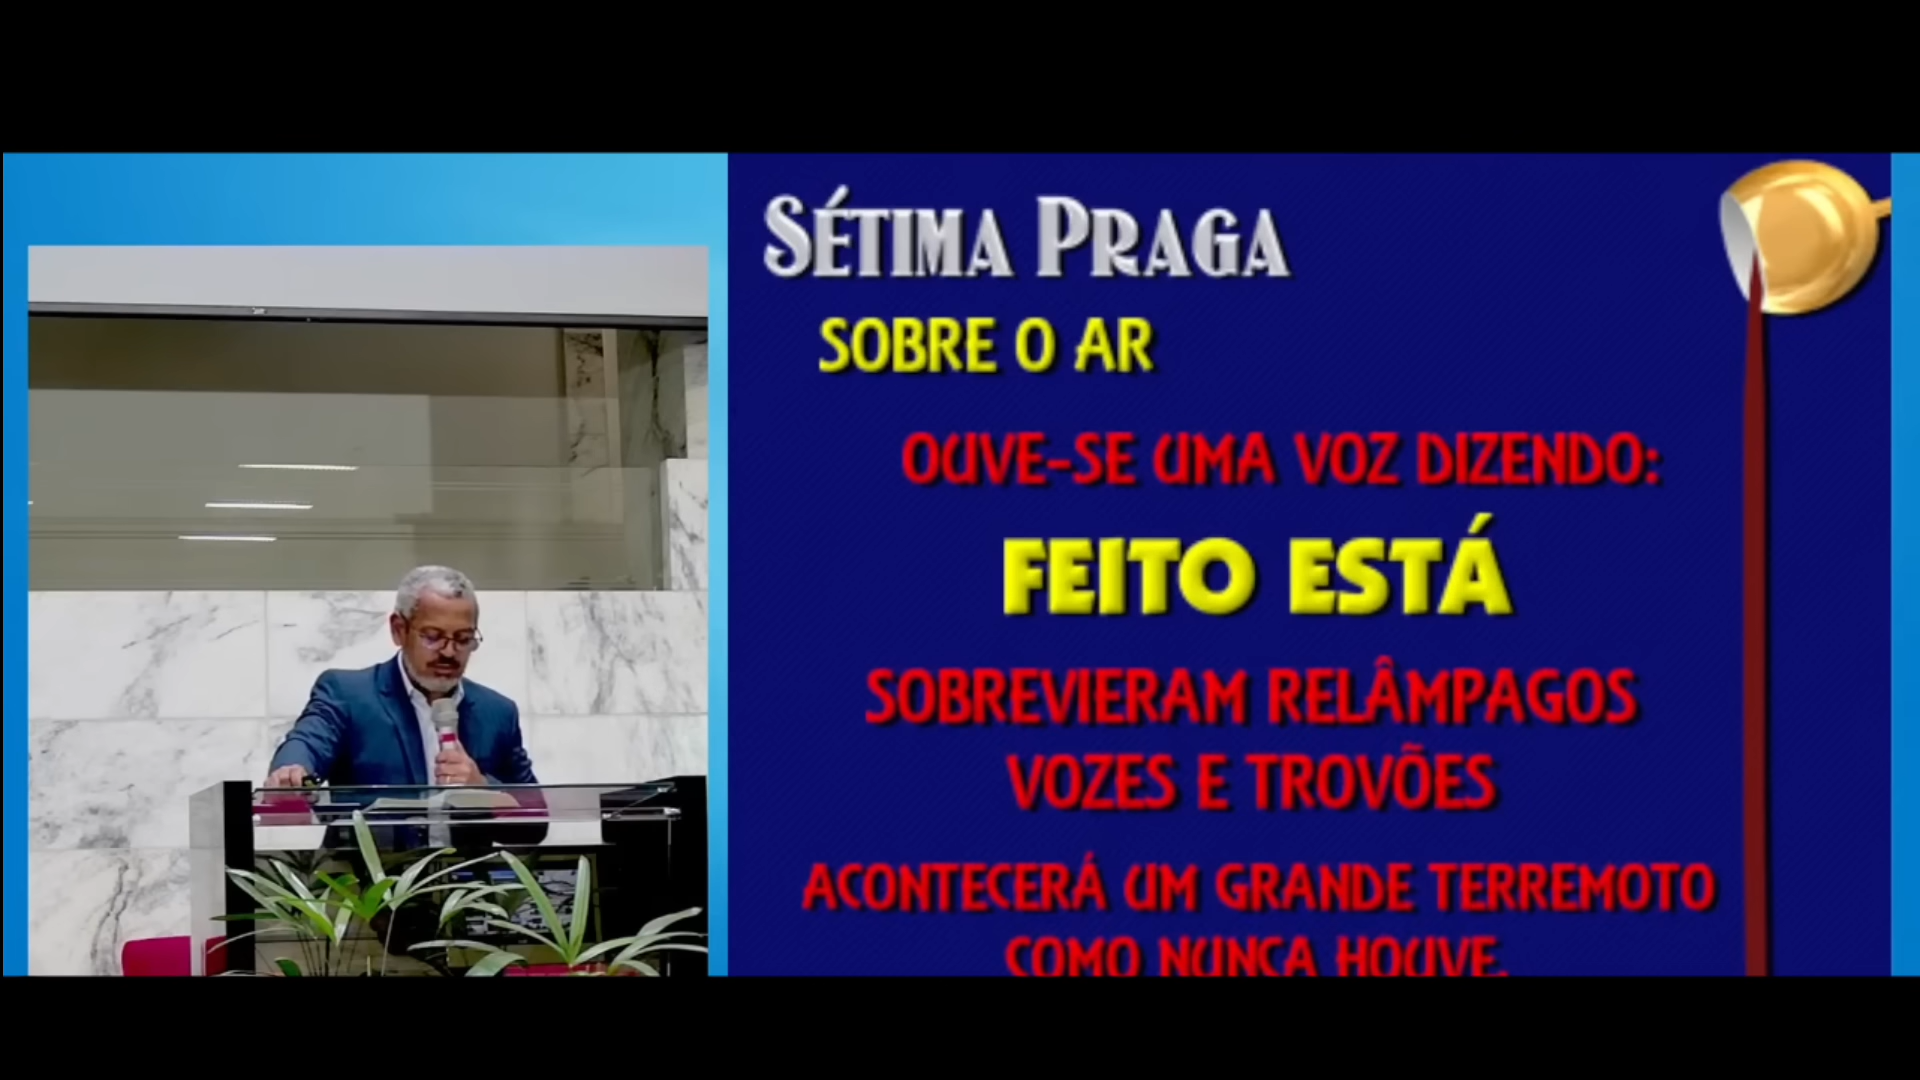 SÉTIMA PRAGA
SOBRE O AR
OUVE-SE UMA VOZ DIZENDO:
FEITO ESTÁ
SOBREVIERAM RELÂMPAGOS
VOZES E TROVÕES
ACONTECERÁ UM GRANDE TERREMOTO
COMO NUNCA HOUVE.